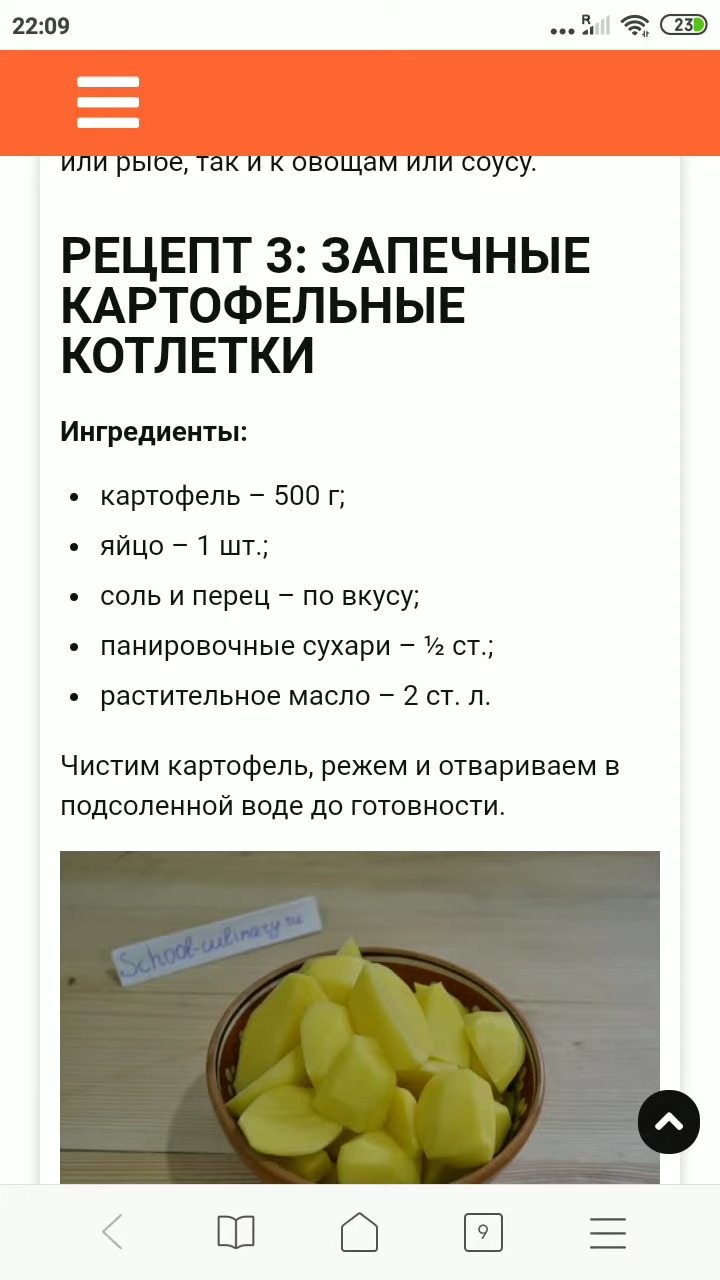 22:09
R
23
или рыбе, так и к овощам или соусу.
РЕЦЕПТ 3: ЗАПЕЧНЫЕ
КАРТОФЕЛЬНЫЕ
КОТЛЕТКИ
Ингредиенты:
картофель – 500 г;
яйцо – 1 шт.;
соль и перец – по вкусу;
панировочные сухари – ½ ст.;
растительное масло – 2 ст. л.
Чистим картофель, режем и отвариваем в
подсоленной воде до готовности.
School-culinary.ru
9